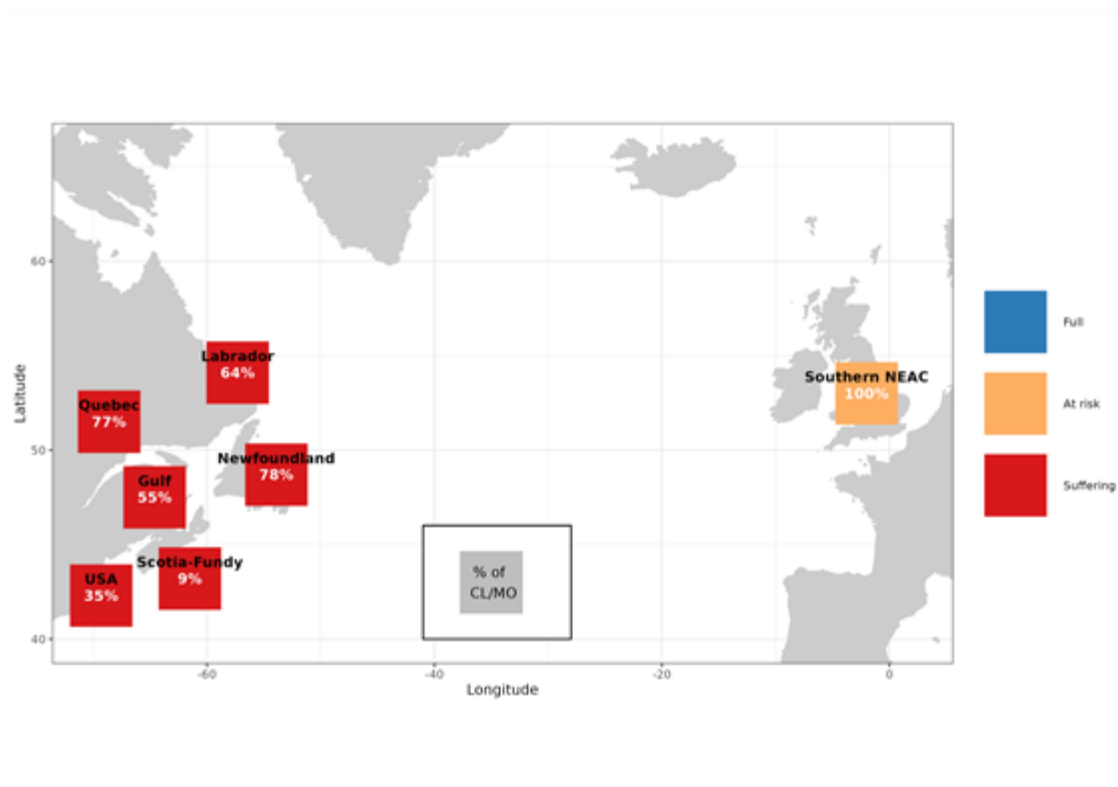 60
50
40
-60
-40
-20
0
Latitude
Longitude
Labrador
64%
Quebec
77%
Newfoundland
78%
Gulf
55%
Scotia-Fundy
9%
USA
35%
Southern NEAC
100%
% of
CL/MO
Full
At risk
Suffering